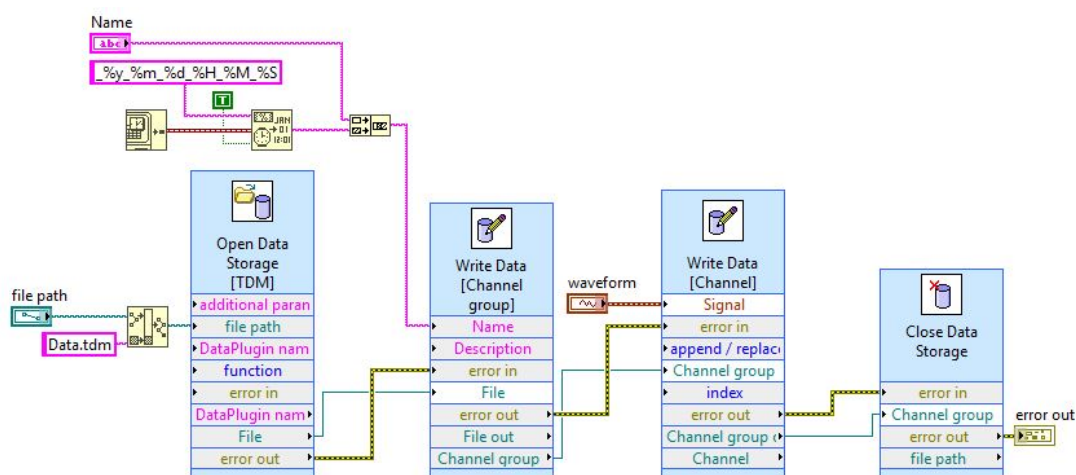 Name
abc
_%y_%m_%d_%H_%M_%S
T
JAN
01
12:01
Open Data
Storage
[TDM]
additional param
file path
DataPlugin nam
function
error in
DataPlugin nam
File
error out
file path
Data.tdm
Write Data
[Channel
group]
Name
Description
error in
File
error out
File out
Channel group
waveform
Write Data
[Channel]
Signal
error in
append / replace
Channel group
index
error out
Channel group o
Channel
Close Data
Storage
error in
Channel group
error out
file path
error out